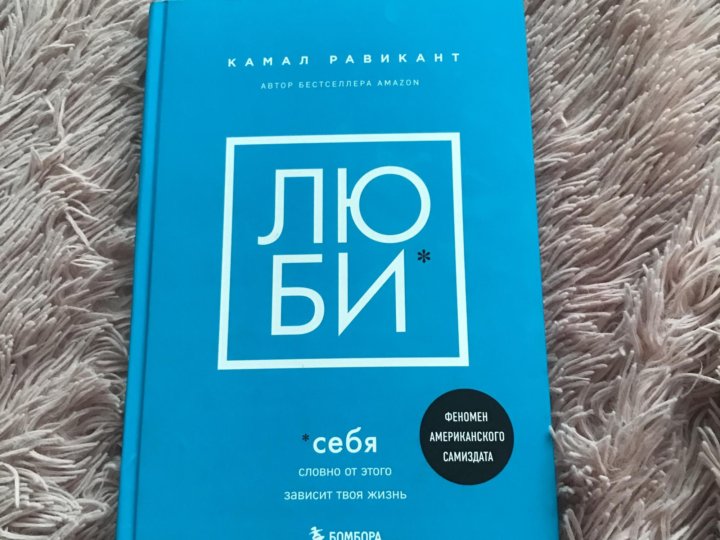 КАМАЛ РАВИКАНТ
АВТОР БЕСТСЕЛЛЕРА AMAZON
ЛЮ
БИ*
*себя
словно от этого
зависит твоя жизнь
ФЕНОМЕН
АМЕРИКАНСКОГО
САМИЗДАТА
БОМБОРА